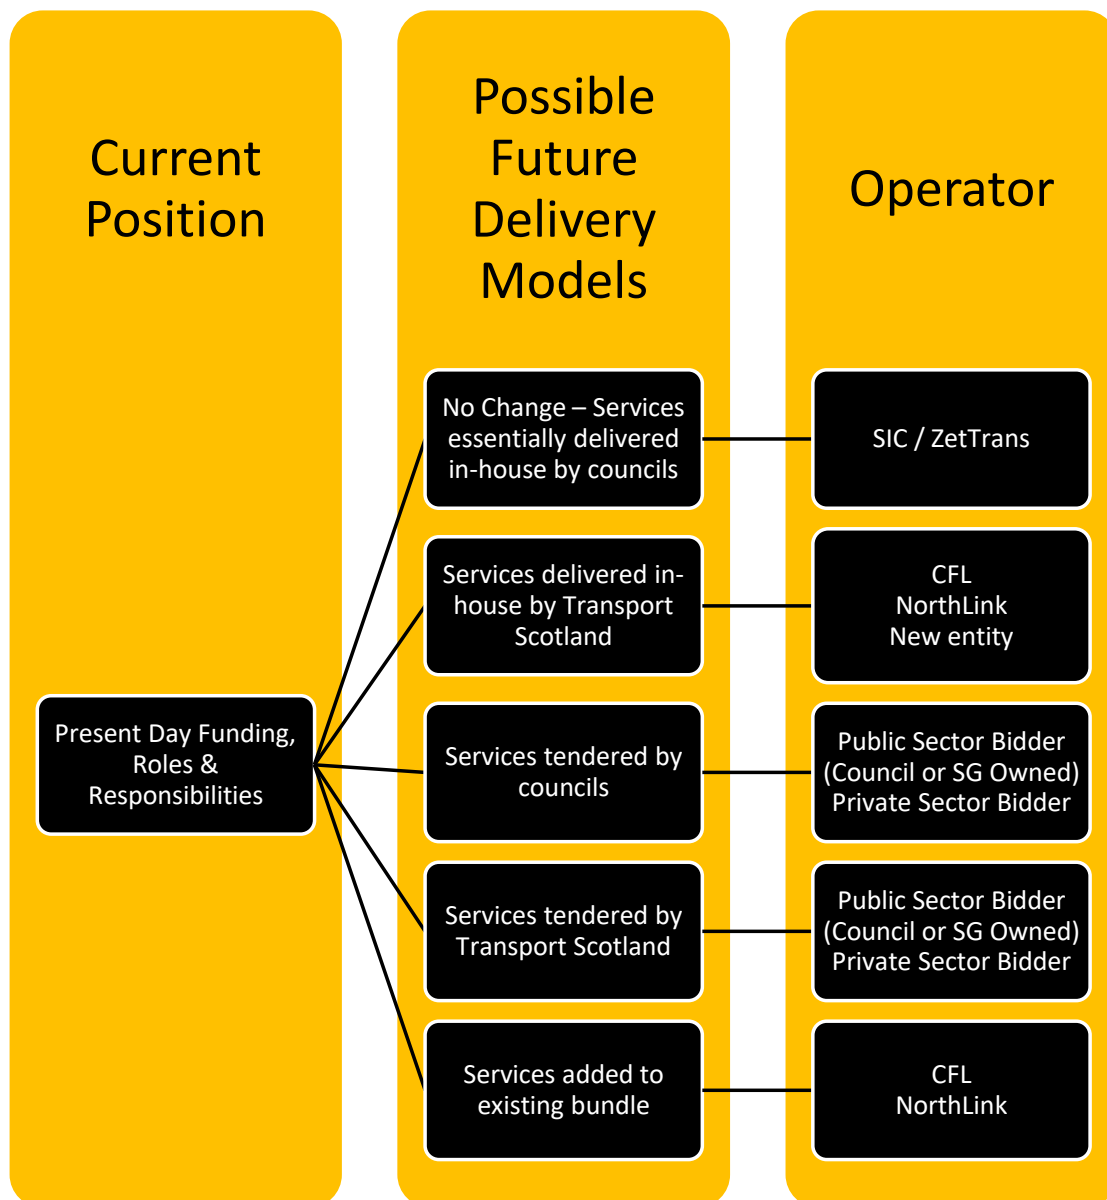 Current
Position
Possible
Future
Delivery
Models
Operator
Present Day Funding,
Roles &
Responsibilities
No Change – Services
essentially delivered
in-house by councils
SIC / ZetTrans
Services delivered in-
house by Transport
Scotland
CFL
NorthLink
New entity
Services tendered by
councils
Public Sector Bidder
(Council or SG Owned)
Private Sector Bidder
Services tendered by
Transport Scotland
Public Sector Bidder
(Council or SG Owned)
Private Sector Bidder
Services added to
existing bundle
CFL
NorthLink